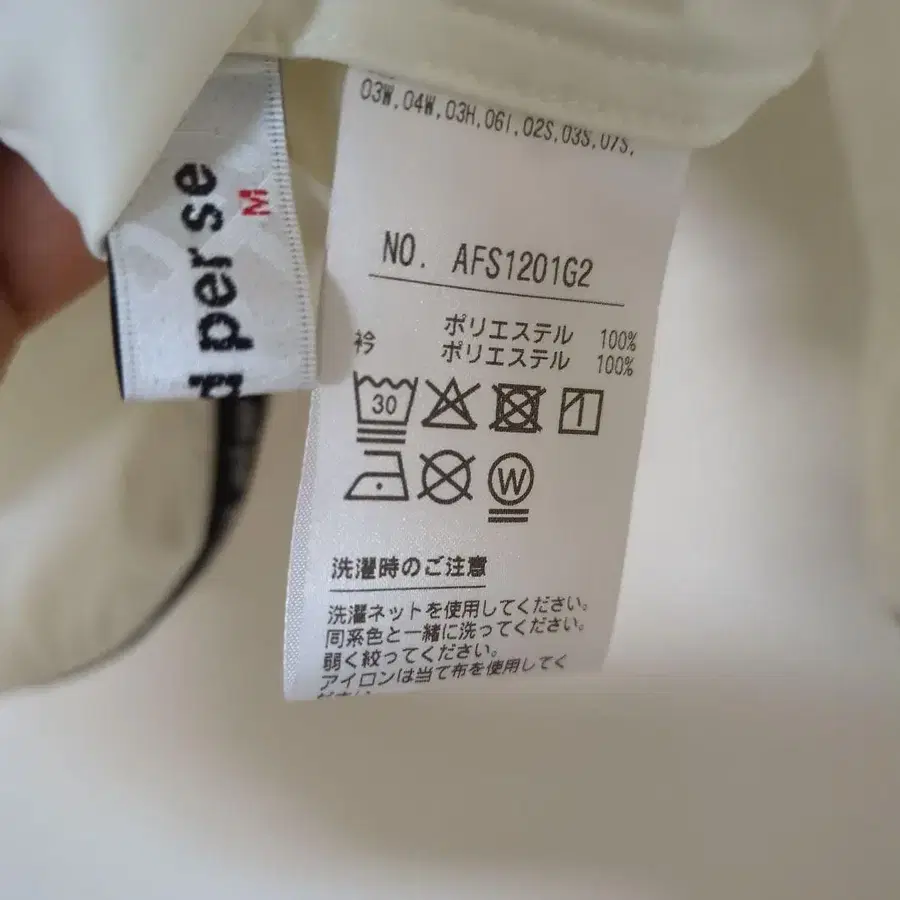 03W.04W.03H.06I.02S.03S.07S.
NO. AFS1201G2
ポリエステル 100%
衿 ポリエステル 100%
30
W
洗濯時のご注意
洗濯ネットを使用してください。
同系色と一緒に洗ってください。
弱く絞ってください。
アイロンは当て布を使用してく
ださい
d perse
M